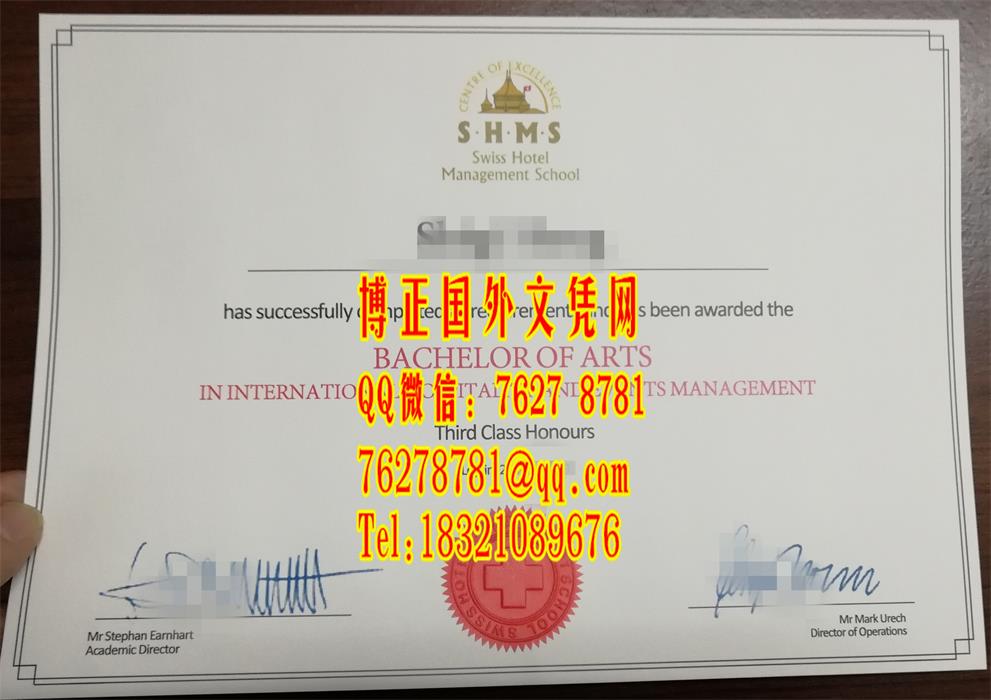 CENTRE OF EXCELLENCE
S·H·M·S
Swiss Hotel
Management School
博正国外文凭网
has successfully been awarded the
BACHELOR OF ARTS
IN MANAGEMENT
QQ微信：7627 8781
Third Class Honours
76278781@qq.com
Tel:18321089676
Mr Stephan Earnhart
Academic Director
Mr Mark Urech
Director of Operations